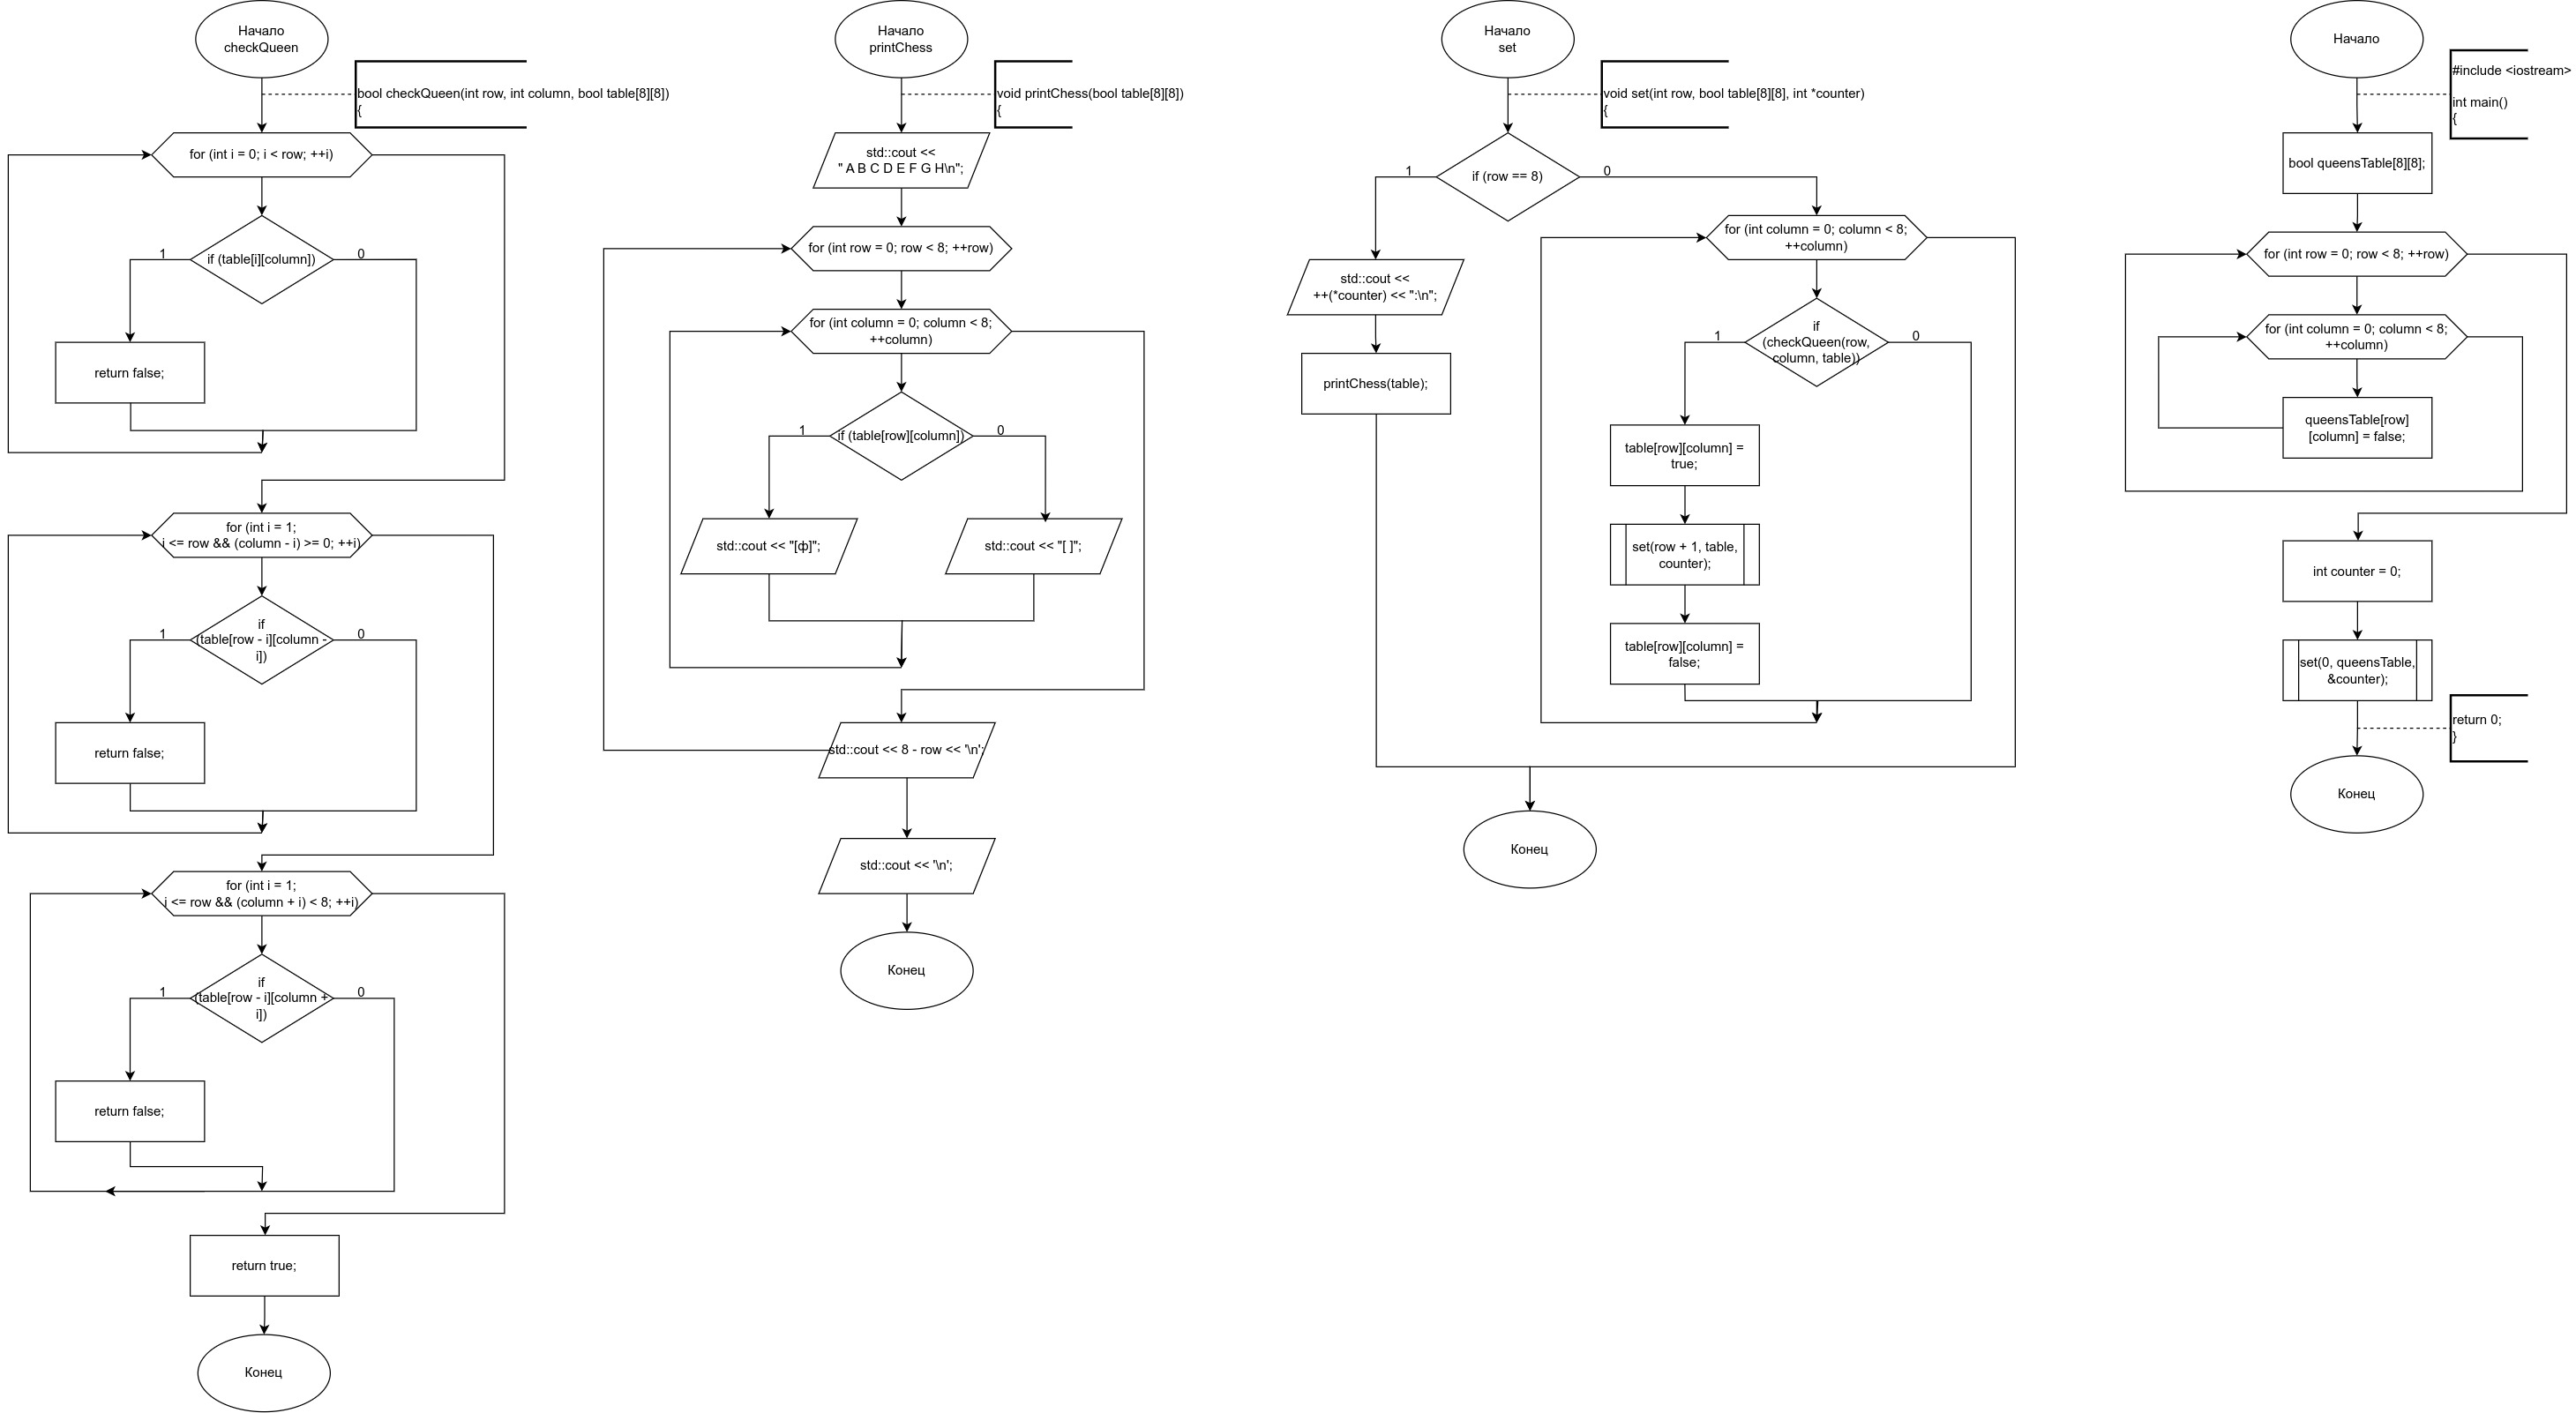 Начало
checkQueen
bool checkQueen(int row, int column, bool table[8][8])
{
for (int i = 0; i < row; ++i)
if (table[i][column])
1
0
return false;
for (int i = 1;
i <= row && (column - i) >= 0; ++i)
if
(table[row - i][column -
i])
1
0
return false;
for (int i = 1;
i <= row && (column + i) < 8; ++i)
if
(table[row - i][column +
i])
1
0
return false;
return true;
Конец
Начало
printChess
void printChess(bool table[8][8])
{
std::cout <<
" A B C D E F G H\n";
for (int row = 0; row < 8; ++row)
for (int column = 0; column < 8;
++column)
if (table[row][column])
1
0
std::cout << "[ф]";
std::cout << "[ ]";
std::cout << 8 - row << '\n';
std::cout << '\n';
Конец
Начало
set
void set(int row, bool table[8][8], int *counter)
{
if (row == 8)
1
0
std::cout <<
++(*counter) << ":\n";
printChess(table);
for (int column = 0; column < 8;
++column)
if
(checkQueen(row,
column, table))
1
0
table[row][column] =
true;
set(row + 1, table,
counter);
table[row][column] =
false;
Конец
Начало
#include <iostream>
int main()
{
bool queensTable[8][8];
for (int row = 0; row < 8; ++row)
for (int column = 0; column < 8;
++column)
queensTable[row]
[column] = false;
int counter = 0;
set(0, queensTable,
&counter);
return 0;
}
Конец